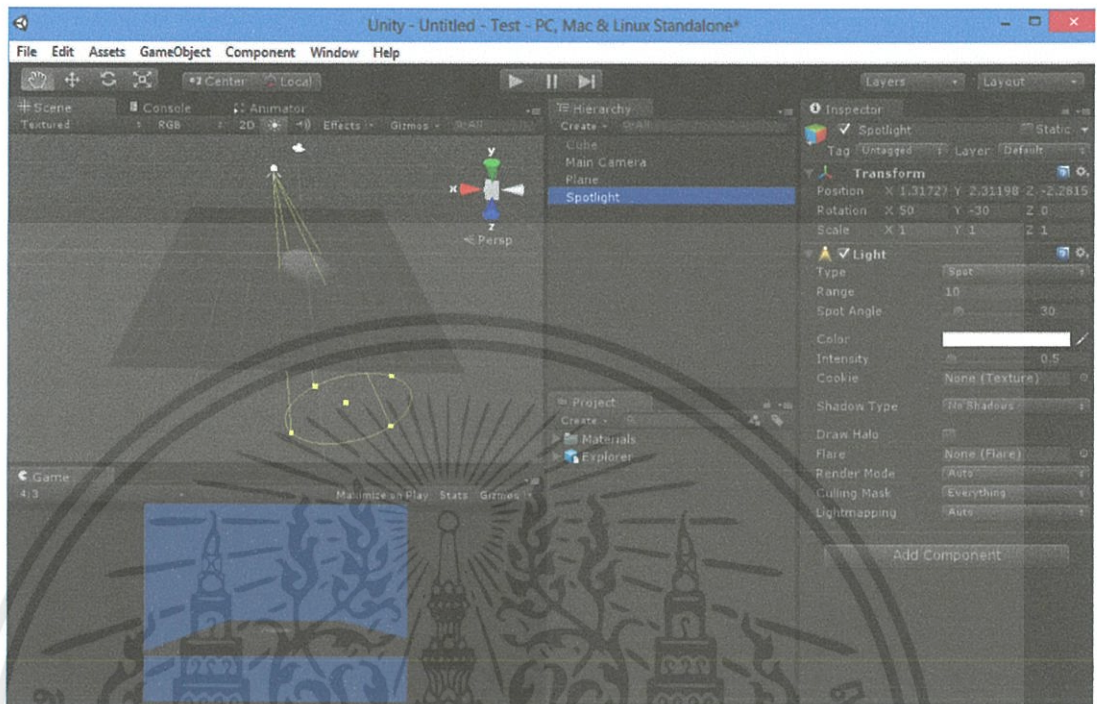 Unity - Untitled - Test - PC, Mac & Linux Standalone*
File Edit Assets GameObject Component Window Help
Center Local
Layers Layout
Scene Console Animator
Textured RGB 2D Effects Gizmos All
y
x
z
Persp
Hierarchy
Create All
Cube
Main Camera
Plane
Spotlight
Project
Create
Materials
Explorer
Game
4:3 Maximize on Play Stats Gizmos
Inspector
Spotlight Static
Tag Untagged Layer Default
Transform
Position X 1.31727 Y 2.31198 Z -2.2815
Rotation X 50 Y -30 Z 0
Scale X 1 Y 1 Z 1
Light
Type Spot
Range 10
Spot Angle 30
Color
Intensity 0.5
Cookie None (Texture)
Shadow Type No Shadows
Draw Halo
Flare None (Flare)
Render Mode Auto
Culling Mask Everything
Lightmapping Auto
Add Component